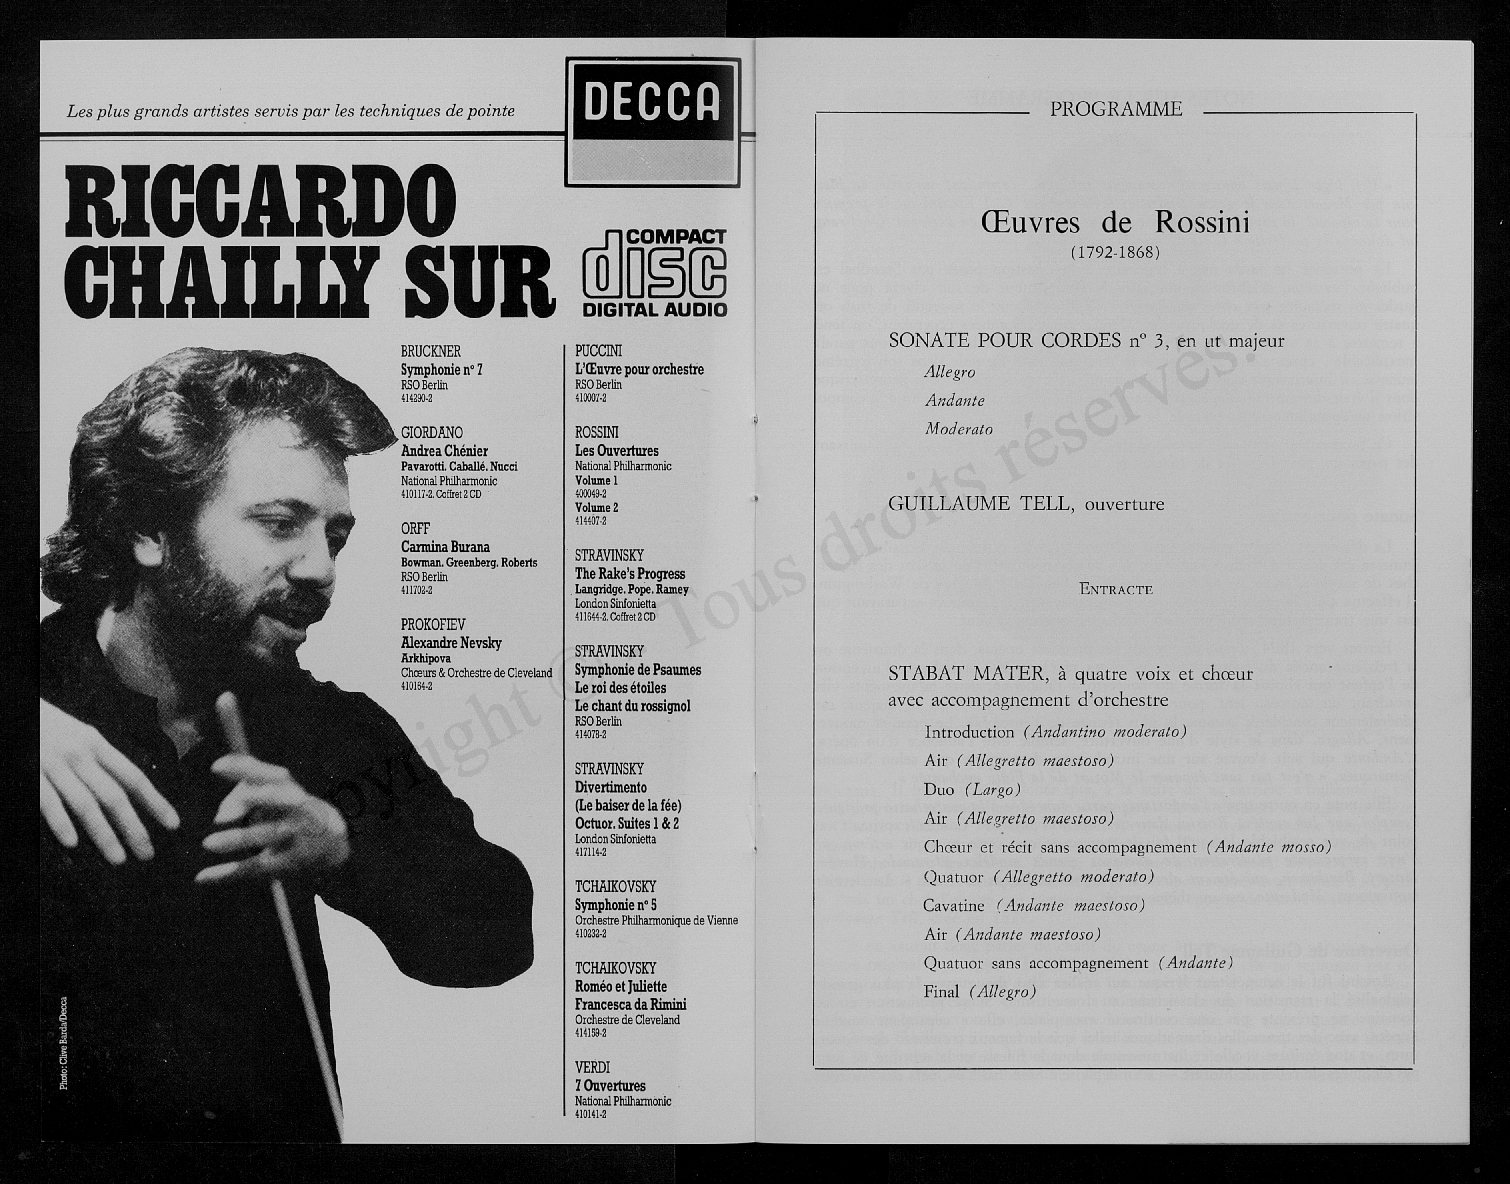 Les plus grands artistes servis par les techniques de pointe
DECCA
RICCARDO
CHAILLY SUR
COMPACT
disc
DIGITAL AUDIO
BRUCKNER
Symphonie n° 7
RSO Berlin
414290-2
GIORDANO
Andrea Chénier
Pavarotti. Caballé. Nucci
National Philharmonic
410117-2. Coffret 2 CD
ORFF
Carmina Burana
Bowman. Greenberg. Roberts
RSO Berlin
411702-2
PROKOFIEV
Alexandre Nevsky
Arkhipova
Chœurs & Orchestre de Cleveland
410164-2
PUCCINI
L'Œuvre pour orchestre
RSO Berlin
410007-2
ROSSINI
Les Ouvertures
National Philharmonic
Volume 1
400049-2
Volume 2
414407-2
STRAVINSKY
The Rake's Progress
Langridge. Pope. Ramey
London Sinfonietta
411644-2. Coffret 2 CD
STRAVINSKY
Symphonie de Psaumes
Le roi des étoiles
Le chant du rossignol
RSO Berlin
414078-2
STRAVINSKY
Divertimento
(Le baiser de la fée)
Octuor. Suites 1 & 2
London Sinfonietta
417114-2
TCHAIKOVSKY
Symphonie n° 5
Orchestre Philharmonique de Vienne
410232-2
TCHAIKOVSKY
Roméo et Juliette
Francesca da Rimini
Orchestre de Cleveland
414159-2
VERDI
7 Ouvertures
National Philharmonic
410141-2
Photo: Clive Barda/Decca
PROGRAMME
Œuvres de Rossini
(1792-1868)
SONATE POUR CORDES n° 3, en ut majeur
Allegro
Andante
Moderato
GUILLAUME TELL, ouverture
ENTRACTE
STABAT MATER, à quatre voix et chœur
avec accompagnement d'orchestre
Introduction (Andantino moderato)
Air (Allegretto maestoso)
Duo (Largo)
Air (Allegretto maestoso)
Chœur et récit sans accompagnement (Andante mosso)
Quatuor (Allegretto moderato)
Cavatine (Andante maestoso)
Air (Andante maestoso)
Quatuor sans accompagnement (Andante)
Final (Allegro)
pyright © - Tous droits réservés.